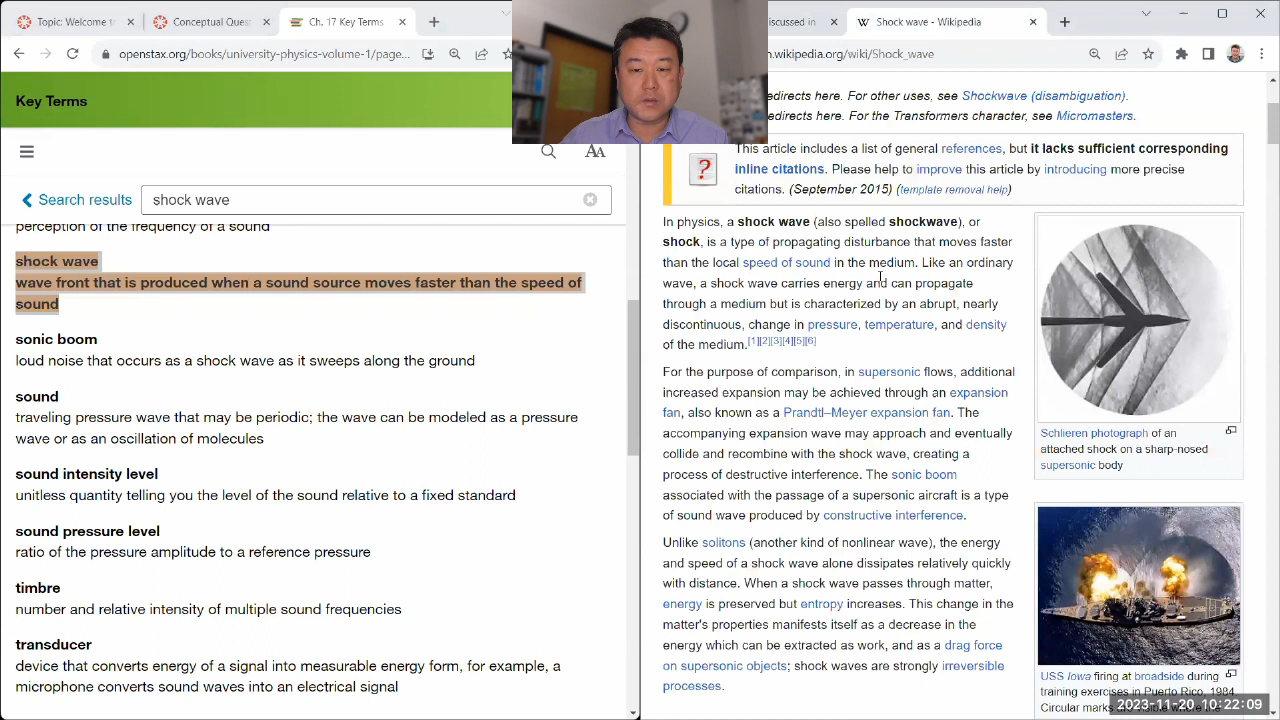 Topic: Welcome to
Conceptual Quest
Ch. 17 Key Terms
iscussed in
W Shock wave - Wikipedia
openstax.org/books/university-physics-volume-1/page...
.wikipedia.org/wiki/Shock_wave
Key Terms
AA
Search results
shock wave
perception of the frequency of a sound
shock wave
wave front that is produced when a sound source moves faster than the speed of
sound
sonic boom
loud noise that occurs as a shock wave as it sweeps along the ground
sound
traveling pressure wave that may be periodic; the wave can be modeled as a pressure
wave or as an oscillation of molecules
sound intensity level
unitless quantity telling you the level of the sound relative to a fixed standard
sound pressure level
ratio of the pressure amplitude to a reference pressure
timbre
number and relative intensity of multiple sound frequencies
transducer
device that converts energy of a signal into measurable energy form, for example, a
microphone converts sound waves into an electrical signal
edirects here. For other uses, see Shockwave (disambiguation).
edirects here. For the Transformers character, see Micromasters.
?
This article includes a list of general references, but it lacks sufficient corresponding
inline citations. Please help to improve this article by introducing more precise
citations. (September 2015) (template removal help)
In physics, a shock wave (also spelled shockwave), or
shock, is a type of propagating disturbance that moves faster
than the local speed of sound in the medium. Like an ordinary
wave, a shock wave carries energy and can propagate
through a medium but is characterized by an abrupt, nearly
discontinuous, change in pressure, temperature, and density
of the medium.[1][2][3][4][5][6]
For the purpose of comparison, in supersonic flows, additional
increased expansion may be achieved through an expansion
fan, also known as a Prandtl–Meyer expansion fan. The
accompanying expansion wave may approach and eventually
collide and recombine with the shock wave, creating a
process of destructive interference. The sonic boom
associated with the passage of a supersonic aircraft is a type
of sound wave produced by constructive interference.
Unlike solitons (another kind of nonlinear wave), the energy
and speed of a shock wave alone dissipates relatively quickly
with distance. When a shock wave passes through matter,
energy is preserved but entropy increases. This change in the
matter's properties manifests itself as a decrease in the
energy which can be extracted as work, and as a drag force
on supersonic objects; shock waves are strongly irreversible
processes.
Schlieren photograph of an
attached shock on a sharp-nosed
supersonic body
USS Iowa firing at broadside during
training exercises in Puerto Rico, 1984.
Circular marks are visible where the
2023-11-20 10:22:09